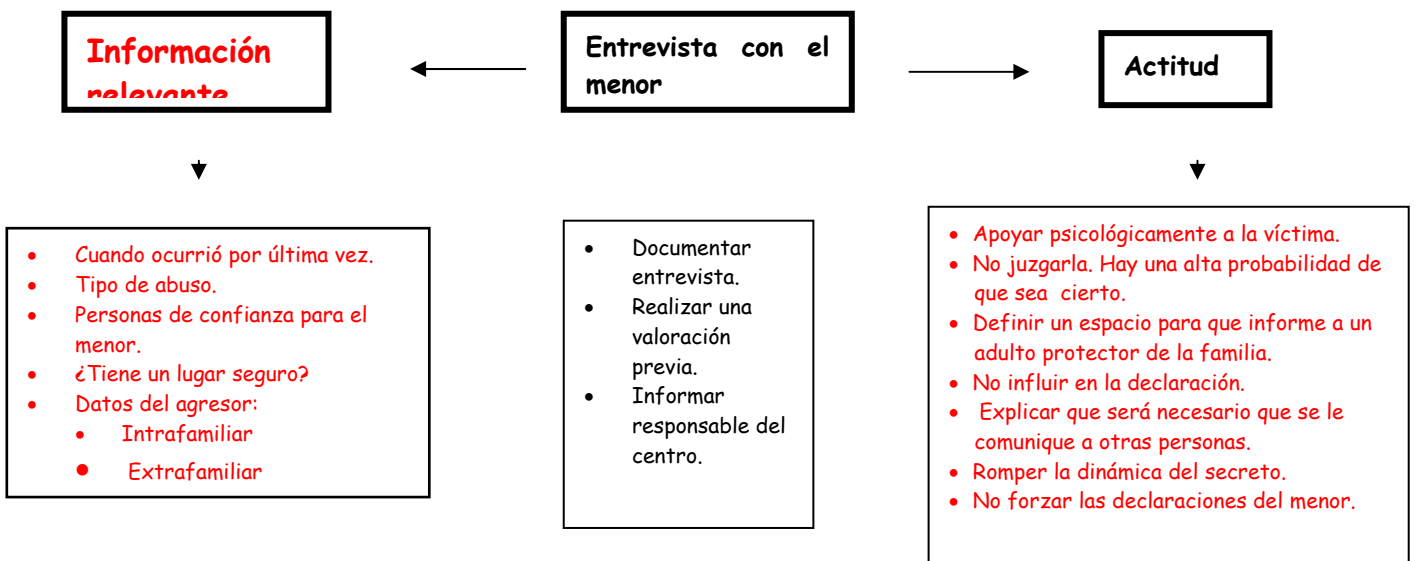 Información
relevante
Entrevista con el
menor
Actitud
• Cuando ocurrió por última vez.
• Tipo de abuso.
• Personas de confianza para el
menor.
• ¿Tiene un lugar seguro?
• Datos del agresor:
• Intrafamiliar
• Extrafamiliar
• Documentar
entrevista.
• Realizar una
valoración
previa.
• Informar
responsable del
centro.
• Apoyar psicológicamente a la víctima.
• No juzgarla. Hay una alta probabilidad de
que sea cierto.
• Definir un espacio para que informe a un
adulto protector de la familia.
• No influir en la declaración.
• Explicar que será necesario que se le
comunique a otras personas.
• Romper la dinámica del secreto.
• No forzar las declaraciones del menor.